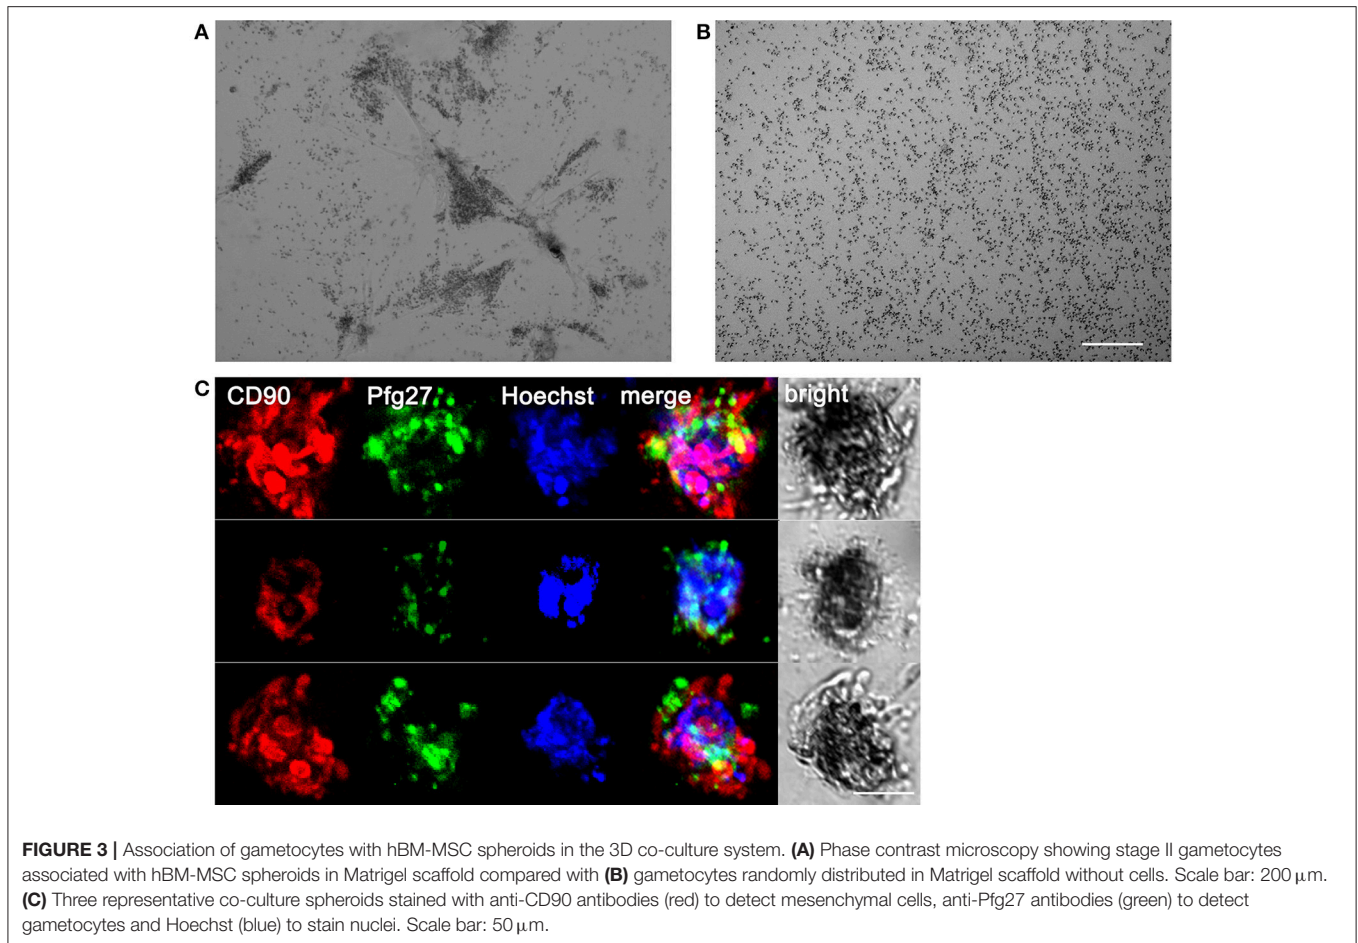 A
B
C
CD90 Pfg27 Hoechst merge bright
FIGURE 3 | Association of gametocytes with hBM-MSC spheroids in the 3D co-culture system. (A) Phase contrast microscopy showing stage II gametocytes
associated with hBM-MSC spheroids in Matrigel scaffold compared with (B) gametocytes randomly distributed in Matrigel scaffold without cells. Scale bar: 200 µm.
(C) Three representative co-culture spheroids stained with anti-CD90 antibodies (red) to detect mesenchymal cells, anti-Pfg27 antibodies (green) to detect
gametocytes and Hoechst (blue) to stain nuclei. Scale bar: 50 µm.